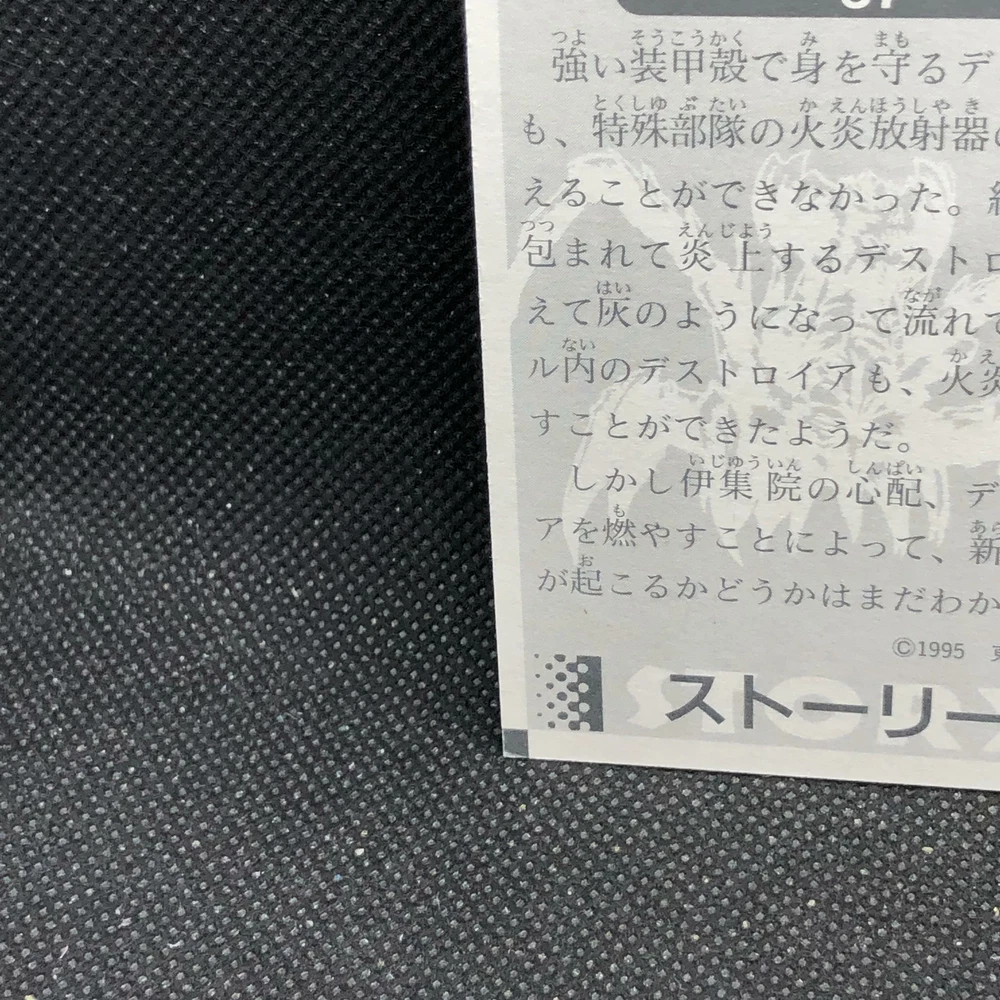 強い装甲殻で身を守るデ
も、特殊部隊の火炎放射器
えることができなかった。
包まれて炎上するデストロ
えて灰のようになって流れて
ル内のデストロイアも、火炎
すことができたようだ。
しかし伊集院の心配、デ
アを燃やすことによって、新
が起こるかどうかはまだわか
©1995 東
ストーリー